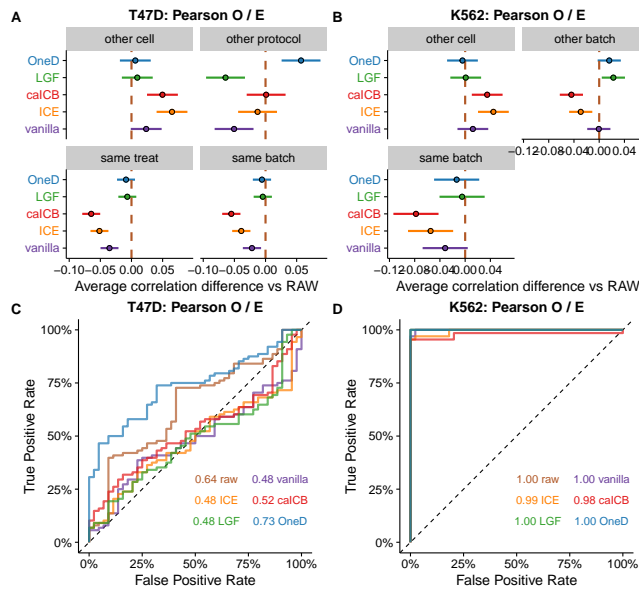 A T47D: Pearson O / E
other cell other protocol
OneD
LGF
caICB
ICE
vanilla
same treat same batch
OneD
LGF
caICB
ICE
vanilla
−0.10 −0.05 0.00 0.05 −0.10 −0.05 0.00 0.05
Average correlation difference vs RAW
B K562: Pearson O / E
other cell other batch
OneD
LGF
caICB
ICE
vanilla
−0.12−0.08−0.04 0.00 0.04
same batch
OneD
LGF
caICB
ICE
vanilla
−0.12−0.08−0.04 0.00 0.04
Average correlation difference vs RAW
C T47D: Pearson O / E
True Positive Rate
100%
75%
50%
25%
0%
0.64 raw 0.48 vanilla
0.48 ICE 0.52 caICB
0.48 LGF 0.73 OneD
0% 25% 50% 75% 100%
False Positive Rate
D K562: Pearson O / E
True Positive Rate
100%
75%
50%
25%
0%
1.00 raw 1.00 vanilla
0.99 ICE 0.98 caICB
1.00 LGF 1.00 OneD
0% 25% 50% 75% 100%
False Positive Rate